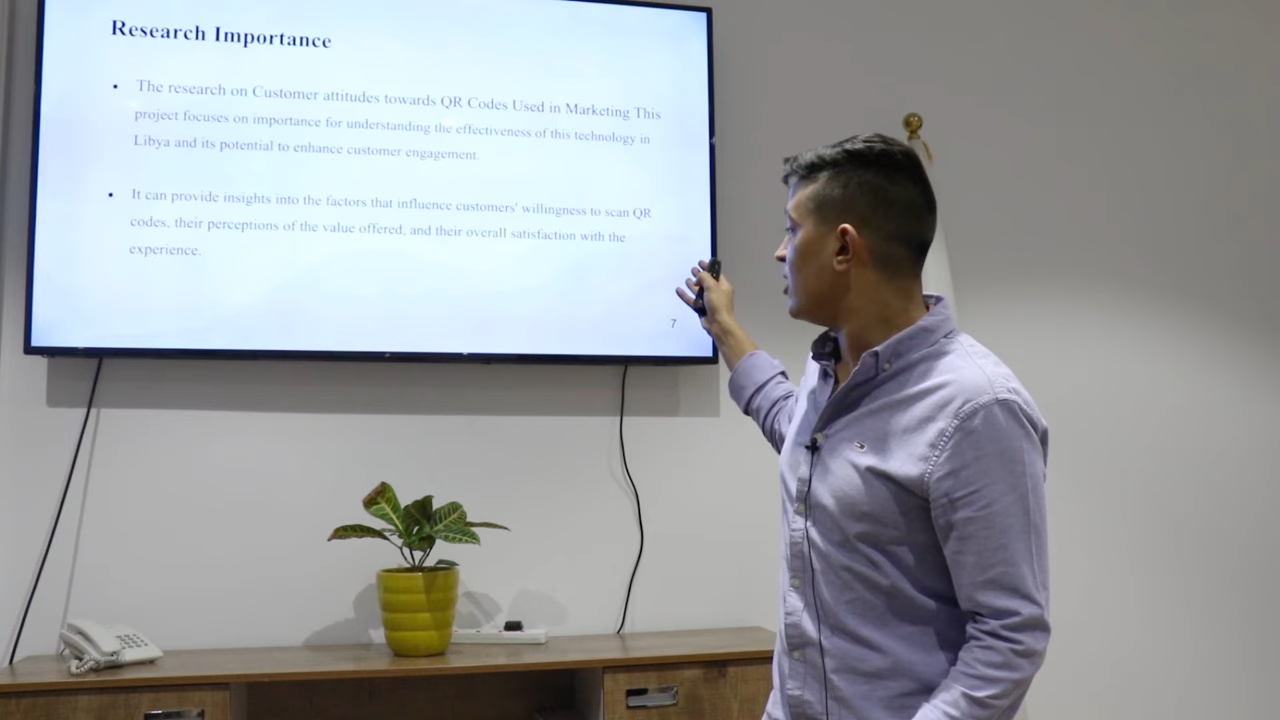 Research Importance
• The research on Customer attitudes towards QR Codes Used in Marketing This
project focuses on importance for understanding the effectiveness of this technology in
Libya and its potential to enhance customer engagement.
• It can provide insights into the factors that influence customers' willingness to scan QR
codes, their perceptions of the value offered, and their overall satisfaction with the
experience.
7